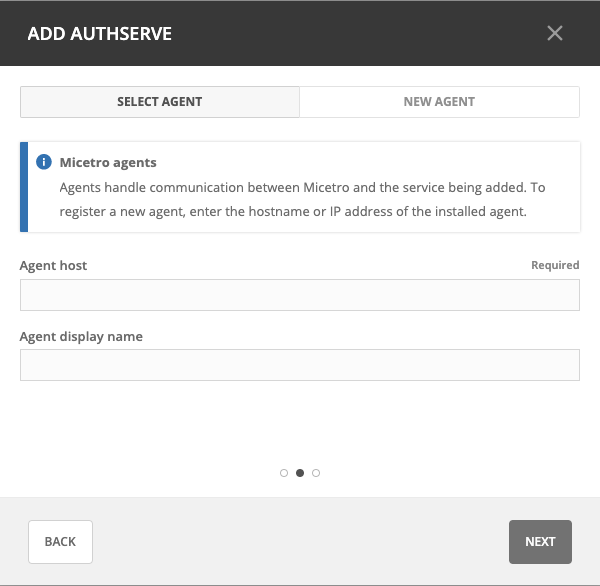 ADD AUTHSERVE
SELECT AGENT
NEW AGENT
Micetro agents
Agents handle communication between Micetro and the service being added. To
register a new agent, enter the hostname or IP address of the installed agent.
Agent host
Required
Agent display name
BACK
NEXT